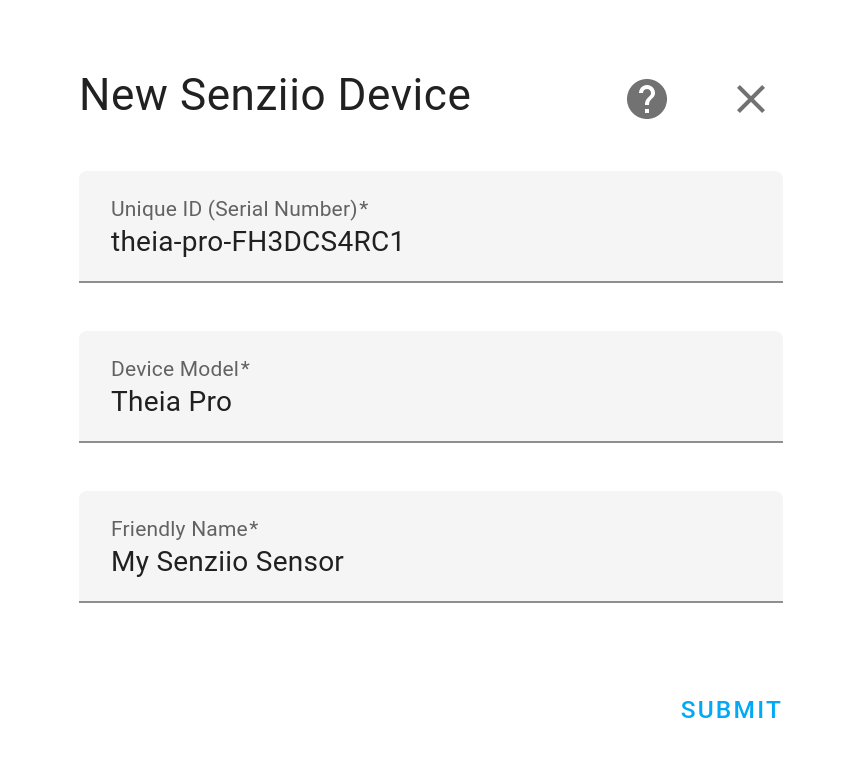 New Senziio Device
Unique ID (Serial Number)*
theia-pro-FH3DCS4RC1
Device Model*
Theia Pro
Friendly Name*
My Senziio Sensor
SUBMIT